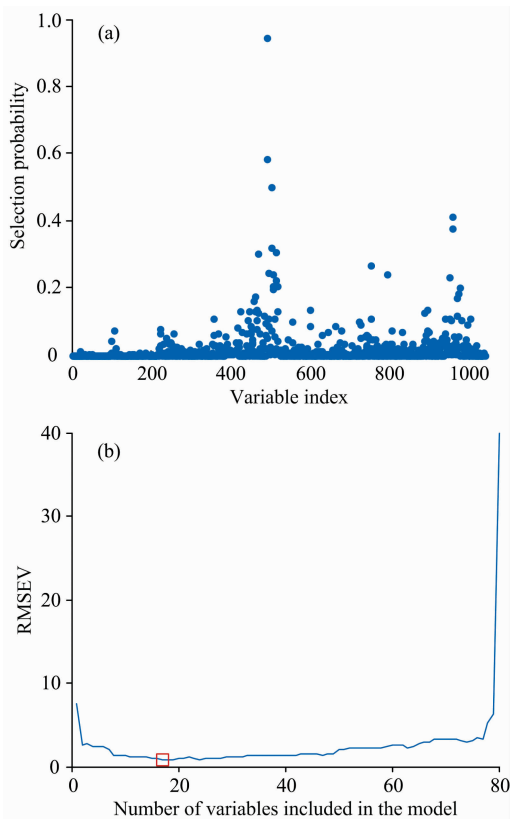 (a)
Selection probability
1.0
0.8
0.6
0.4
0.2
0
0 200 400 600 800 1000
Variable index
(b)
RMSEV
40
30
20
10
0
0 20 40 60 80
Number of variables included in the model